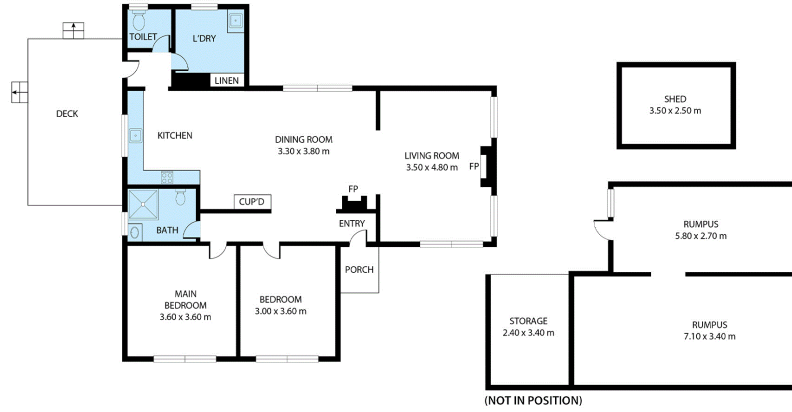 TOILET
L'DRY
LINEN
DECK
KITCHEN
DINING ROOM
3.30 x 3.80 m
LIVING ROOM
3.50 x 4.80 m
FP
FP
CUP'D
BATH
ENTRY
PORCH
MAIN
BEDROOM
3.60 x 3.60 m
BEDROOM
3.00 x 3.60 m
SHED
3.50 x 2.50 m
RUMPUS
5.80 x 2.70 m
STORAGE
2.40 x 3.40 m
RUMPUS
7.10 x 3.40 m
(NOT IN POSITION)